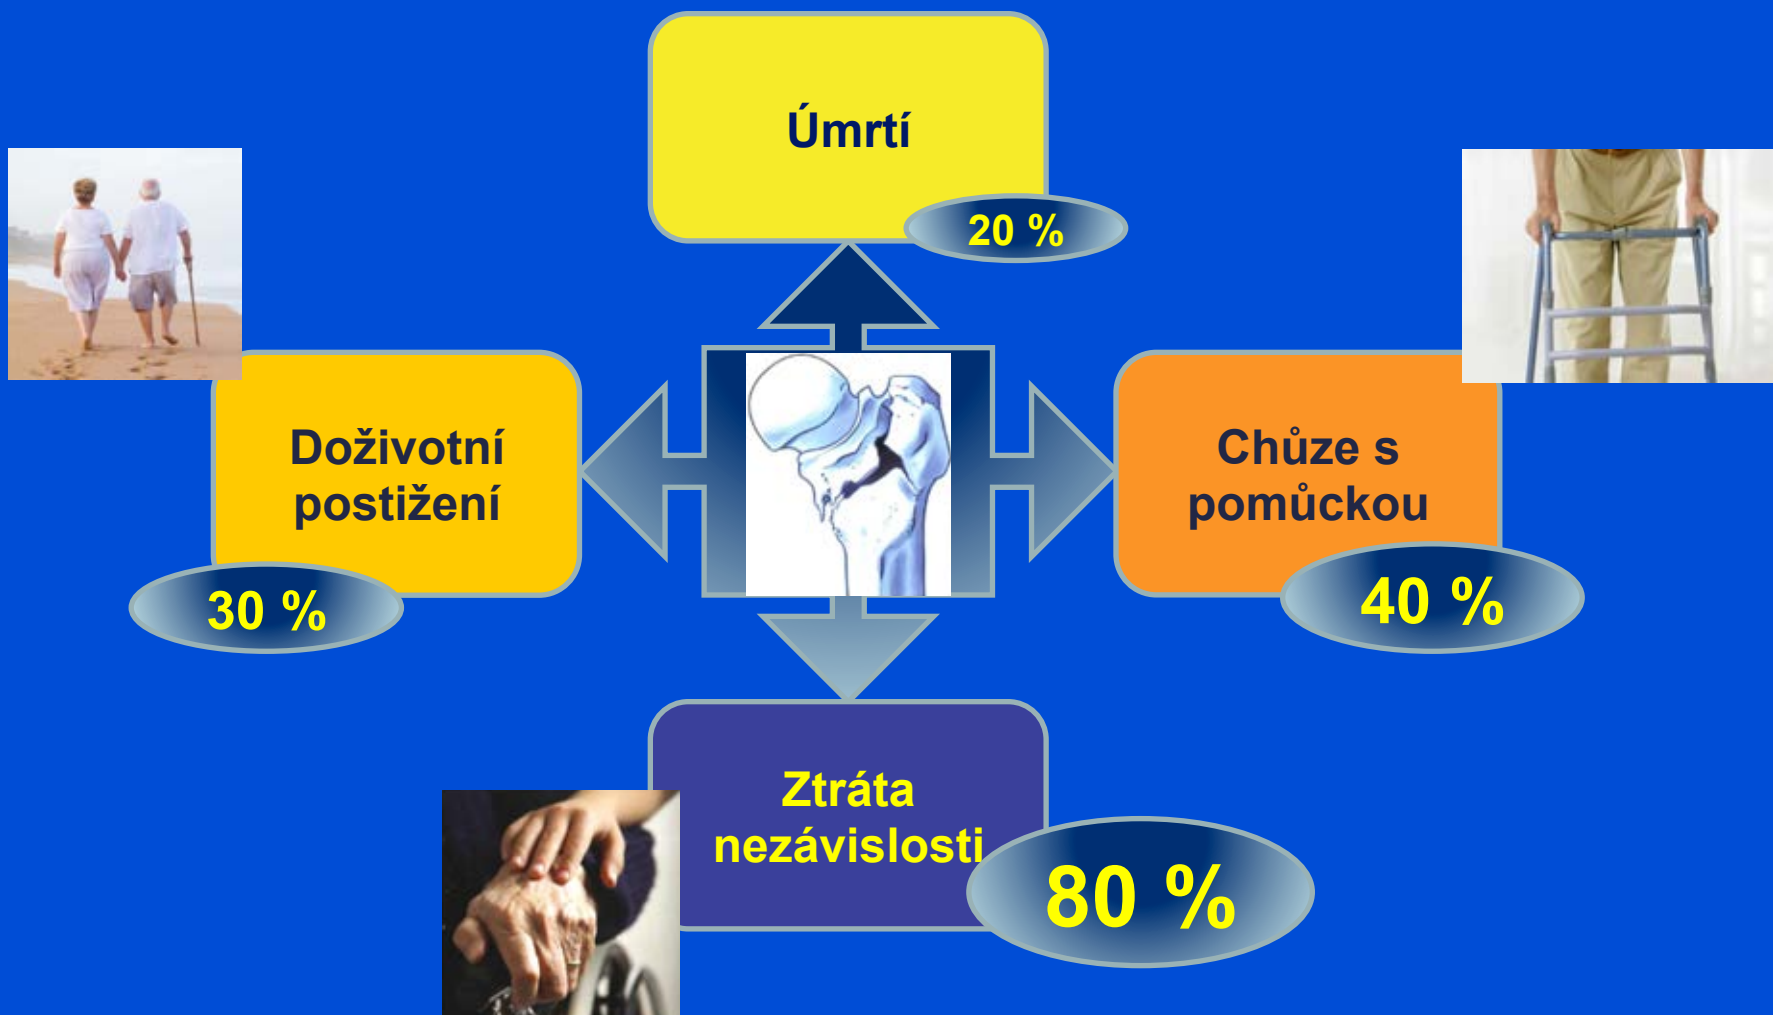 Úmrtí
20 %
Doživotní
postižení
30 %
Chůze s
pomůckou
40 %
Ztráta
nezávislosti
80 %